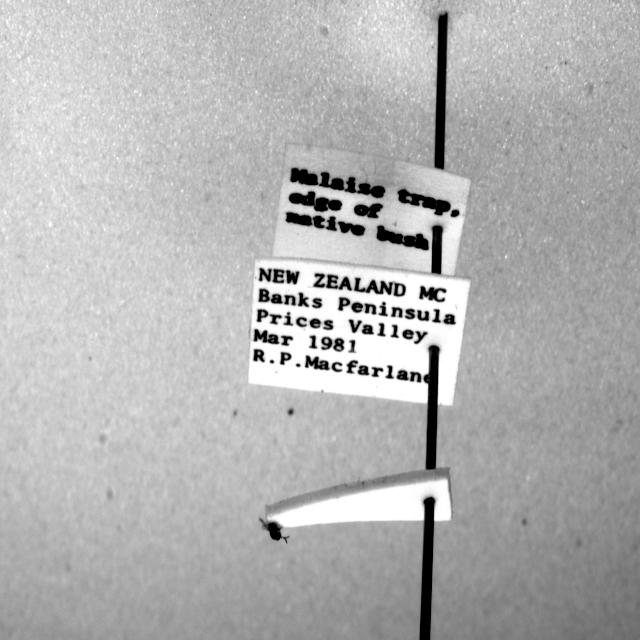 Malaise trap,
edge of
native bush
NEW ZEALAND MC
Banks Peninsula
Prices Valley
Mar 1981
R.P.Macfarlane